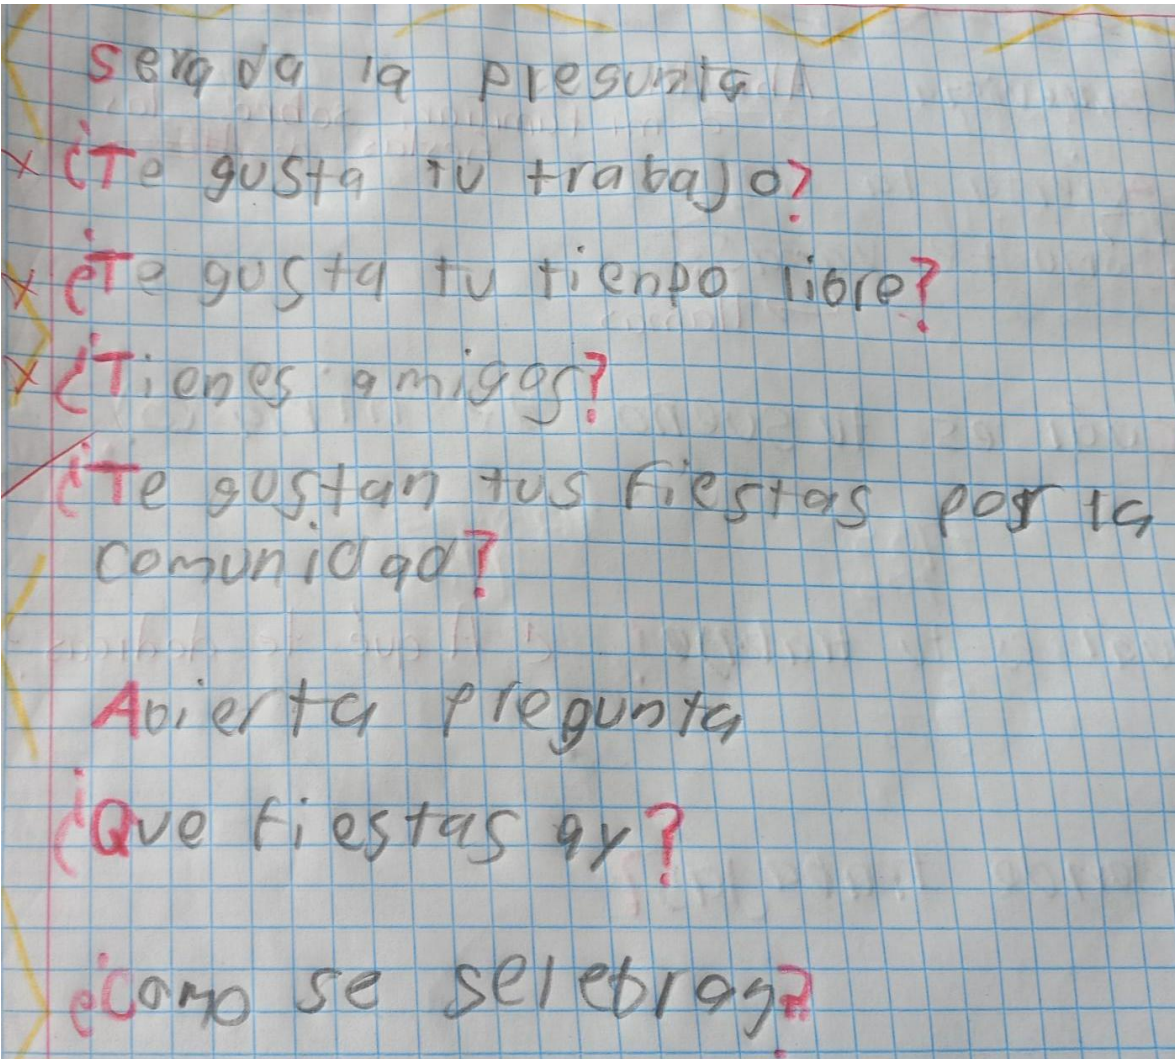 serada la pregunta
¿Te gusta tu trabajo?
¿Te gusta tu tienpo libre?
¿Tienes amigos?
¿Te gustan tus fiestas por la
comunidad?
Abierta pregunta
¿Que fiestas ay?
¿Como se selebran?